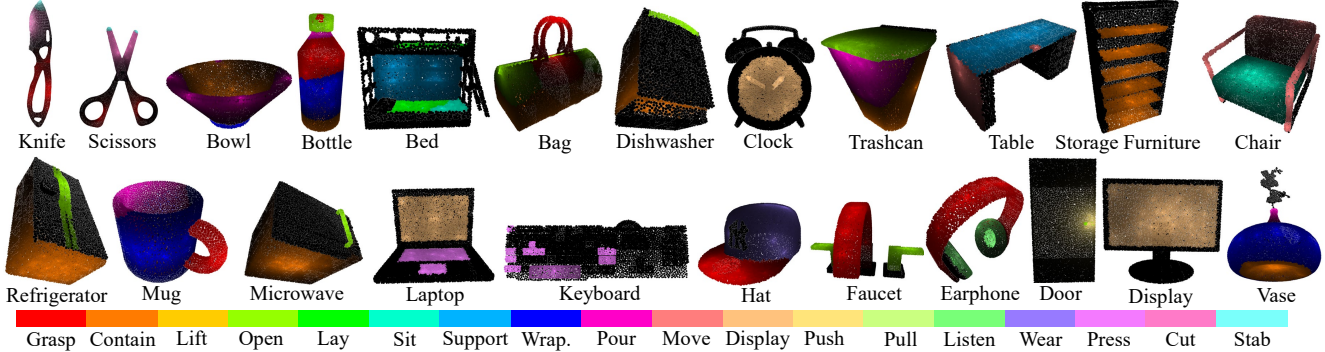 Knife Scissors Bowl Bottle Bed Bag Dishwasher Clock Trashcan Table Storage Furniture Chair
Refrigerator Mug Microwave Laptop Keyboard Hat Faucet Earphone Door Display Vase
Grasp Contain Lift Open Lay Sit Support Wrap. Pour Move Display Push Pull Listen Wear Press Cut Stab